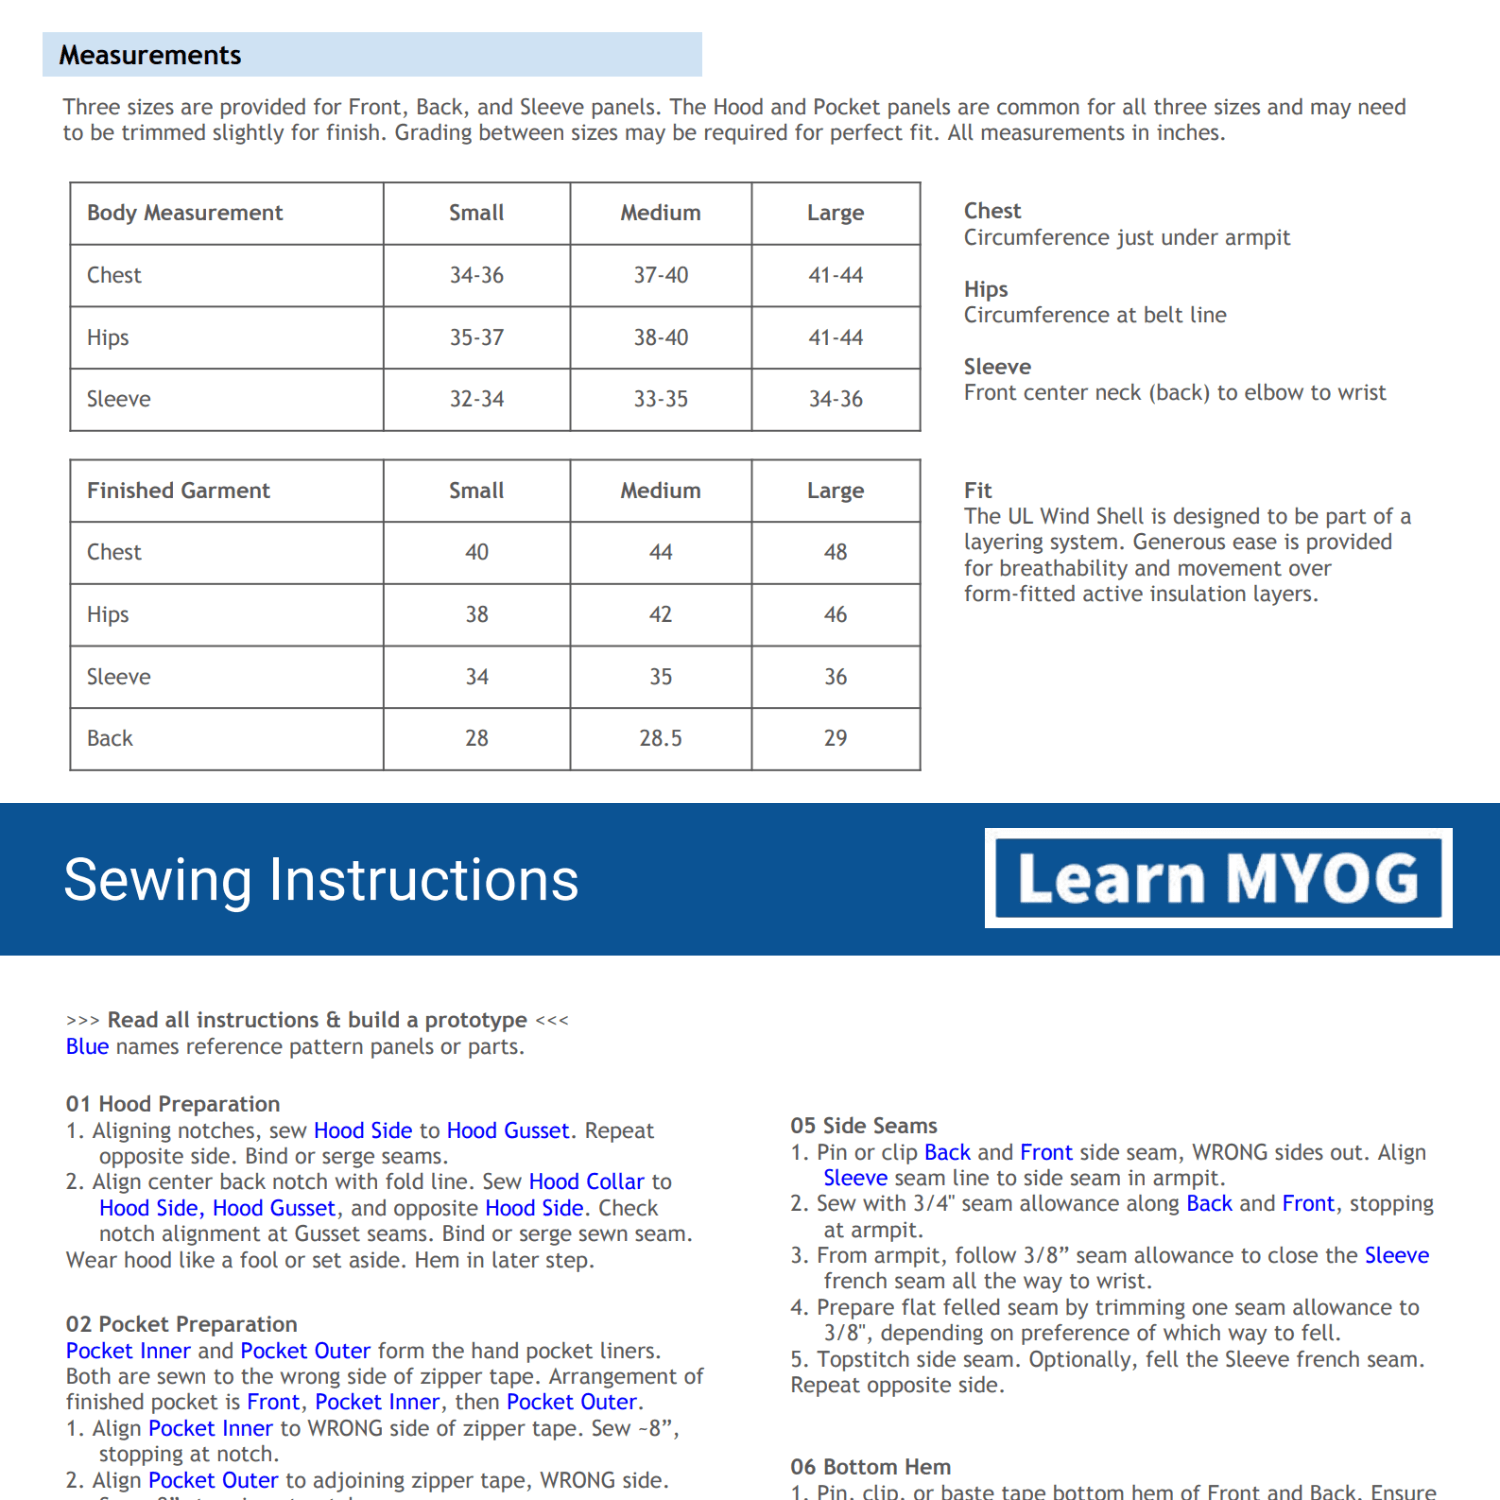 Measurements
Three sizes are provided for Front, Back, and Sleeve panels. The Hood and Pocket panels are common for all three sizes and may need
to be trimmed slightly for finish. Grading between sizes may be required for perfect fit. All measurements in inches.
Body Measurement Small Medium Large
Chest 34-36 37-40 41-44
Hips 35-37 38-40 41-44
Sleeve 32-34 33-35 34-36
Chest
Circumference just under armpit
Hips
Circumference at belt line
Sleeve
Front center neck (back) to elbow to wrist
Finished Garment Small Medium Large
Chest 40 44 48
Hips 38 42 46
Sleeve 34 35 36
Back 28 28.5 29
Fit
The UL Wind Shell is designed to be part of a
layering system. Generous ease is provided
for breathability and movement over
form-fitted active insulation layers.
Sewing Instructions
Learn MYOG
>>> Read all instructions & build a prototype <<<
Blue names reference pattern panels or parts.
01 Hood Preparation
1. Aligning notches, sew Hood Side to Hood Gusset. Repeat
opposite side. Bind or serge seams.
2. Align center back notch with fold line. Sew Hood Collar to
Hood Side, Hood Gusset, and opposite Hood Side. Check
notch alignment at Gusset seams. Bind or serge sewn seam.
Wear hood like a fool or set aside. Hem in later step.
02 Pocket Preparation
Pocket Inner and Pocket Outer form the hand pocket liners.
Both are sewn to the wrong side of zipper tape. Arrangement of
finished pocket is Front, Pocket Inner, then Pocket Outer.
1. Align Pocket Inner to WRONG side of zipper tape. Sew ~8”,
stopping at notch.
2. Align Pocket Outer to adjoining zipper tape, WRONG side.
05 Side Seams
1. Pin or clip Back and Front side seam, WRONG sides out. Align
Sleeve seam line to side seam in armpit.
2. Sew with 3/4" seam allowance along Back and Front, stopping
at armpit.
3. From armpit, follow 3/8” seam allowance to close the Sleeve
french seam all the way to wrist.
4. Prepare flat felled seam by trimming one seam allowance to
3/8", depending on preference of which way to fell.
5. Topstitch side seam. Optionally, fell the Sleeve french seam.
Repeat opposite side.
06 Bottom Hem
1. Pin, clip, or baste tape bottom hem of Front and Back. Ensure